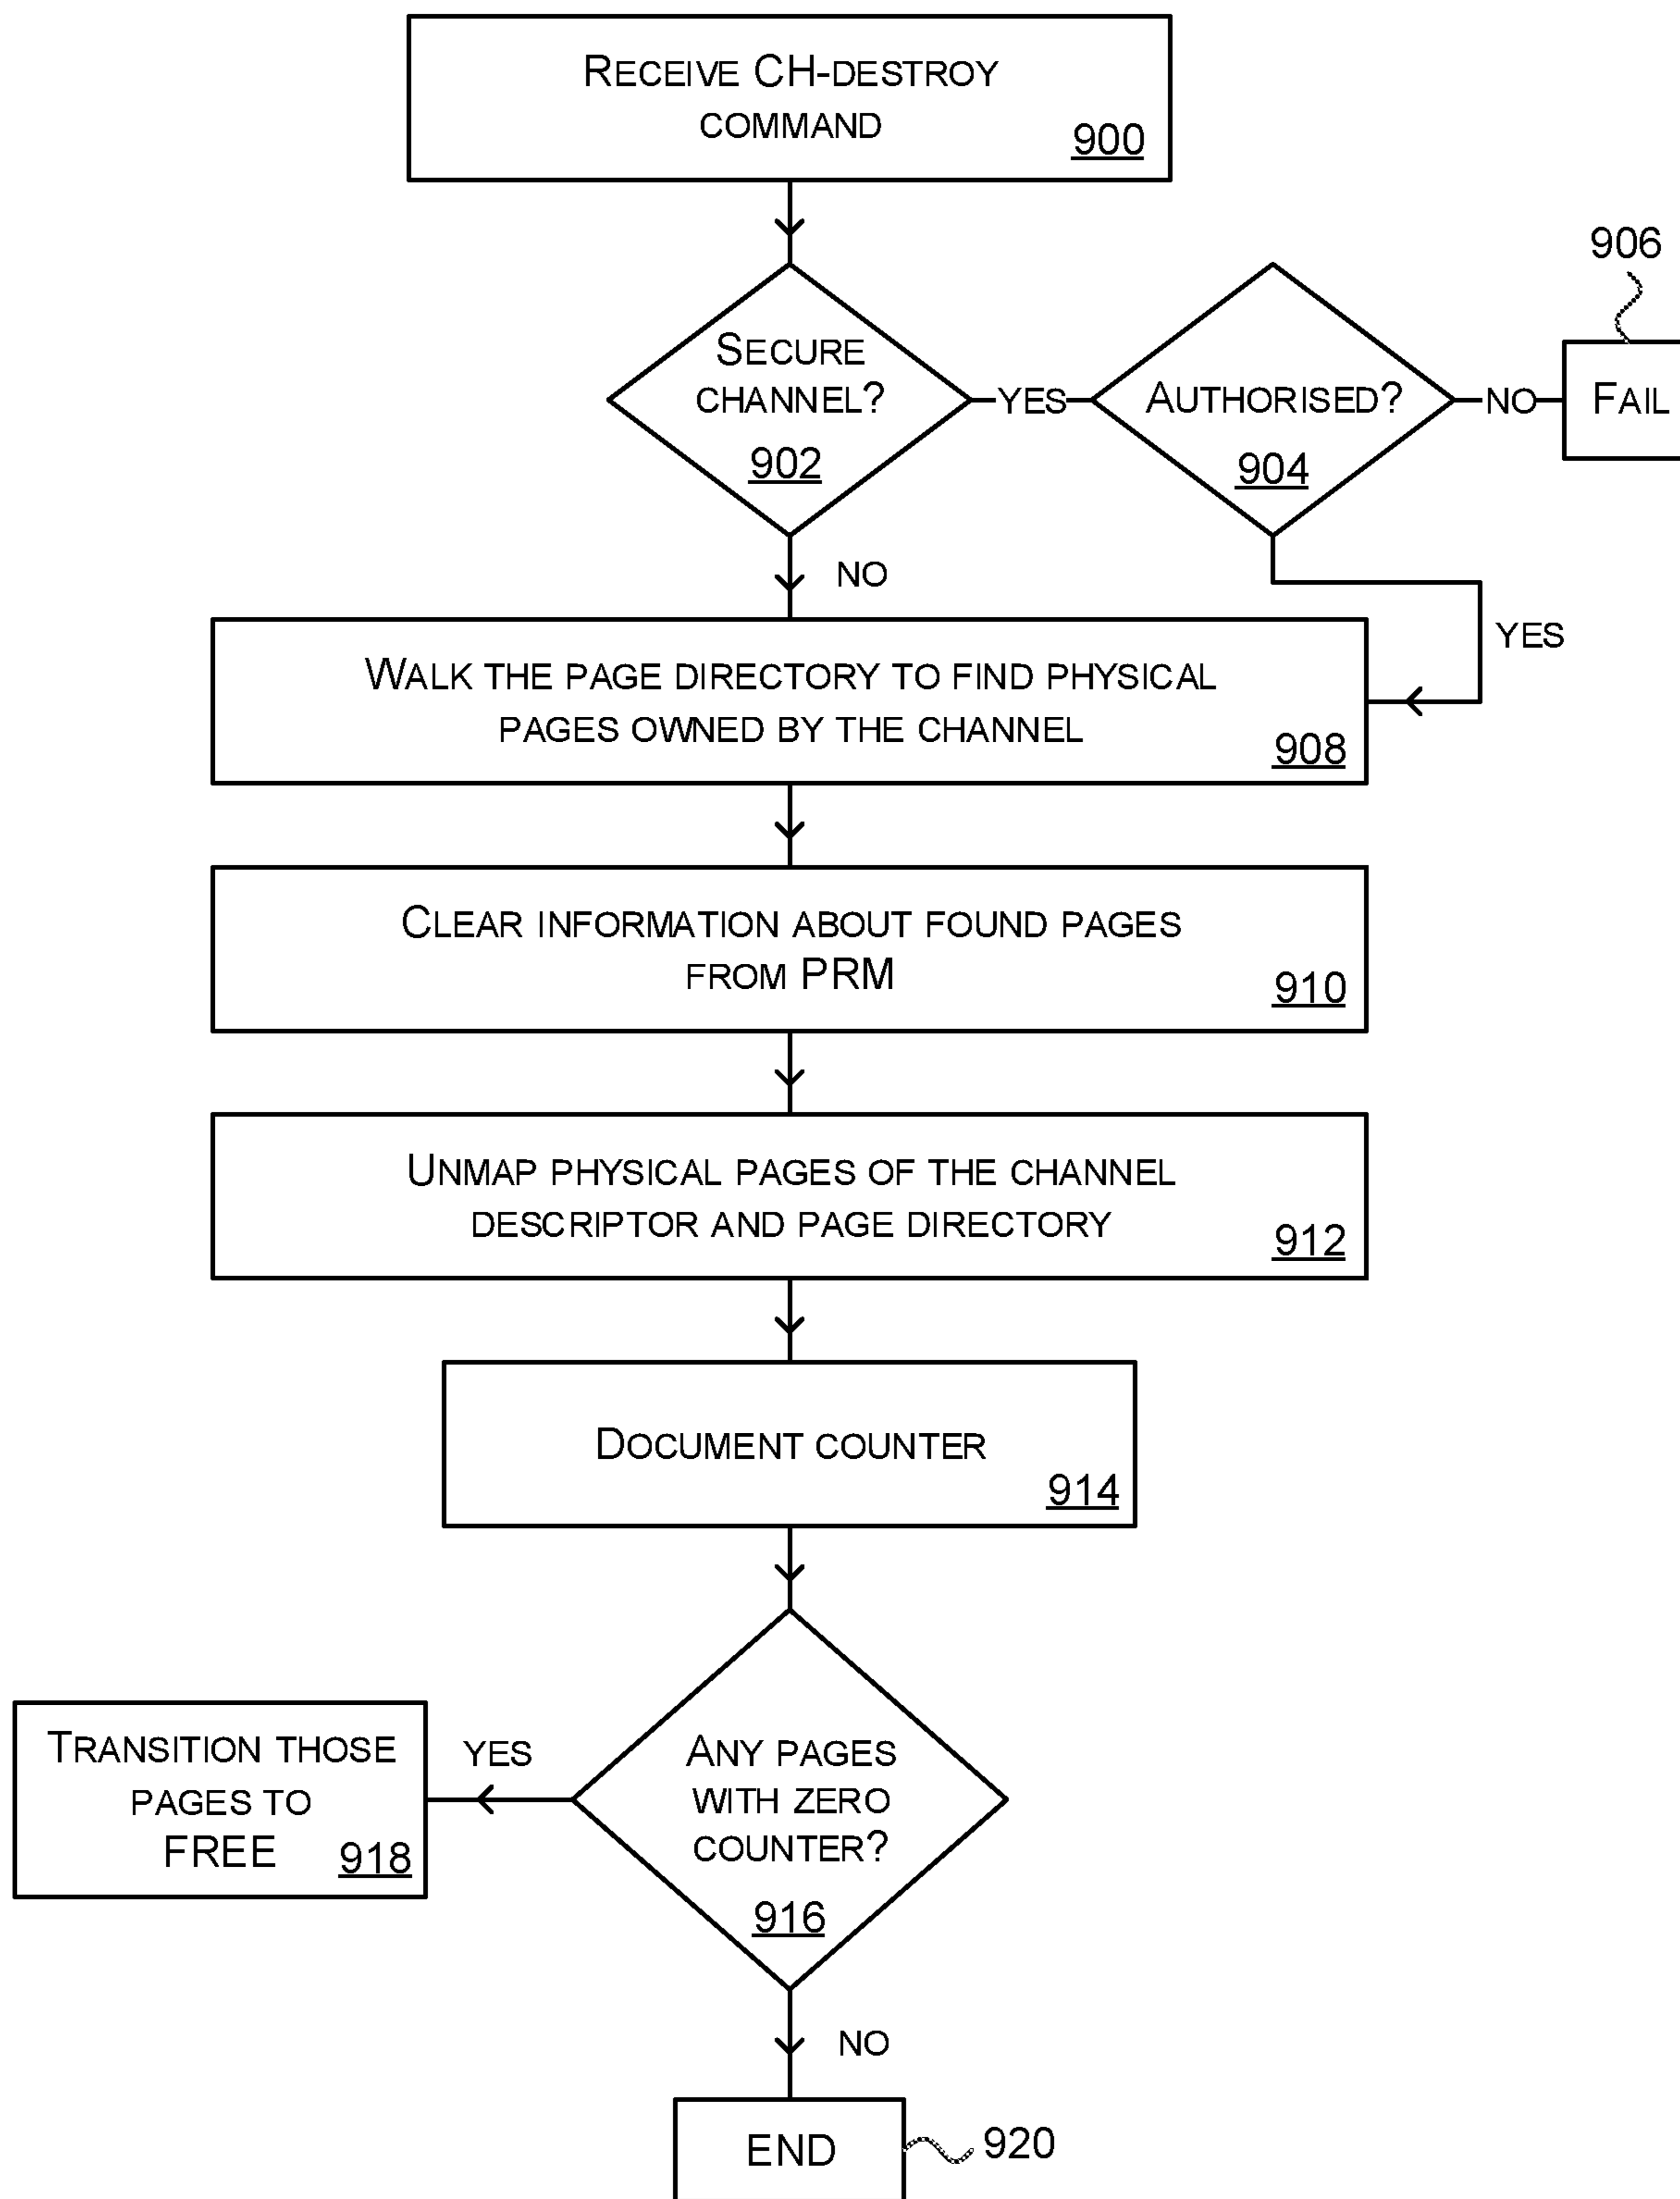 RECEIVE CH-DESTROY
COMMAND
900
906
SECURE
CHANNEL?
902
YES
AUTHORISED?
904
NO
FAIL
NO
YES
WALK THE PAGE DIRECTORY TO FIND PHYSICAL
PAGES OWNED BY THE CHANNEL
908
CLEAR INFORMATION ABOUT FOUND PAGES
FROM PRM
910
UNMAP PHYSICAL PAGES OF THE CHANNEL
DESCRIPTOR AND PAGE DIRECTORY
912
DOCUMENT COUNTER
914
ANY PAGES
WITH ZERO
COUNTER?
916
YES
TRANSITION THOSE
PAGES TO
FREE
918
NO
END
920